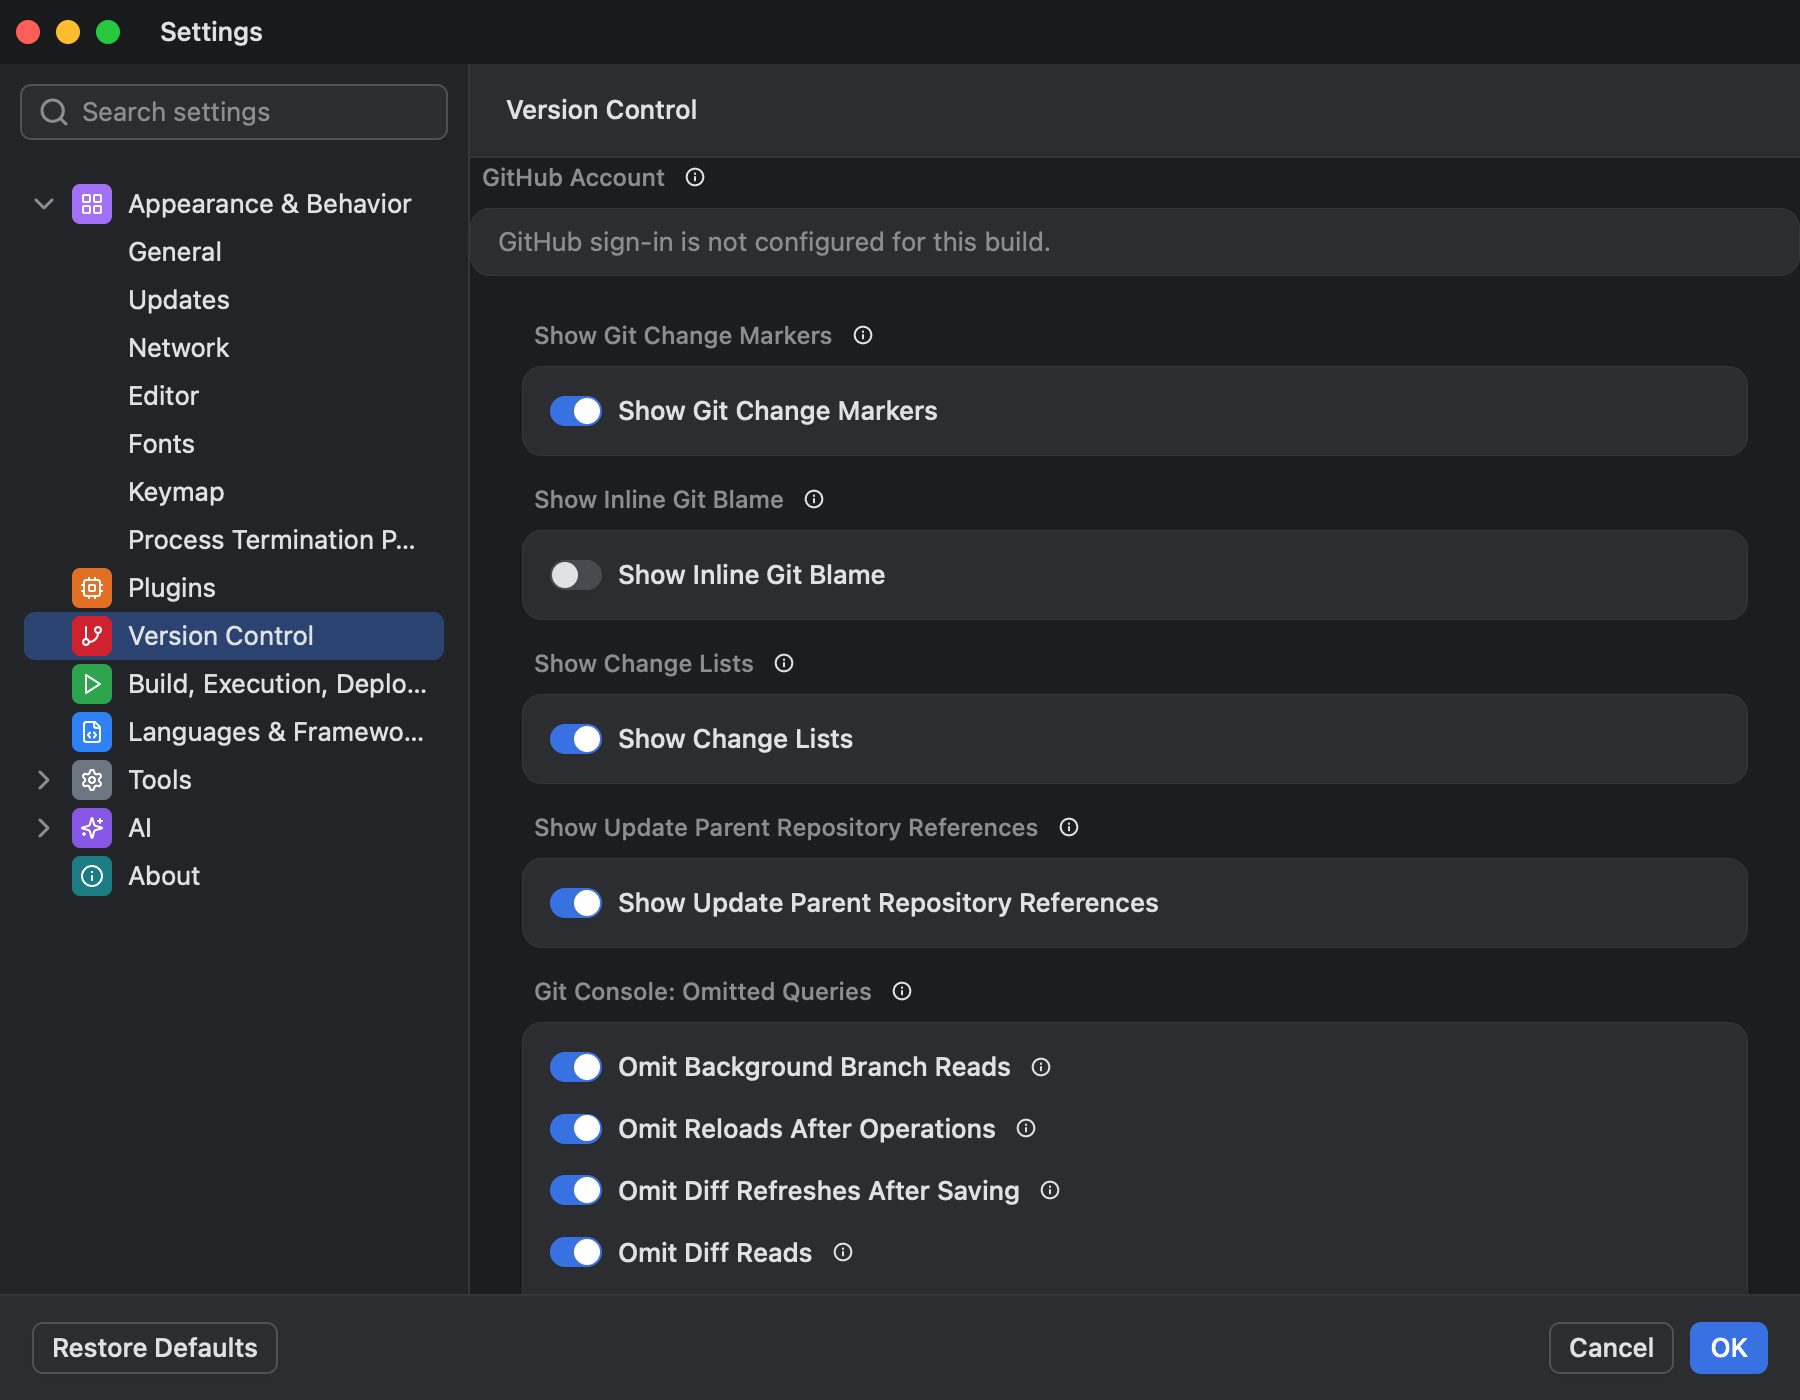 Settings
Search settings
Appearance & Behavior
General
Updates
Network
Editor
Fonts
Keymap
Process Termination P...
Plugins
Version Control
Build, Execution, Deplo...
Languages & Framewo...
Tools
AI
About
Version Control
GitHub Account
GitHub sign-in is not configured for this build.
Show Git Change Markers
Show Git Change Markers
Show Inline Git Blame
Show Inline Git Blame
Show Change Lists
Show Change Lists
Show Update Parent Repository References
Show Update Parent Repository References
Git Console: Omitted Queries
Omit Background Branch Reads
Omit Reloads After Operations
Omit Diff Refreshes After Saving
Omit Diff Reads
Restore Defaults
Cancel
OK